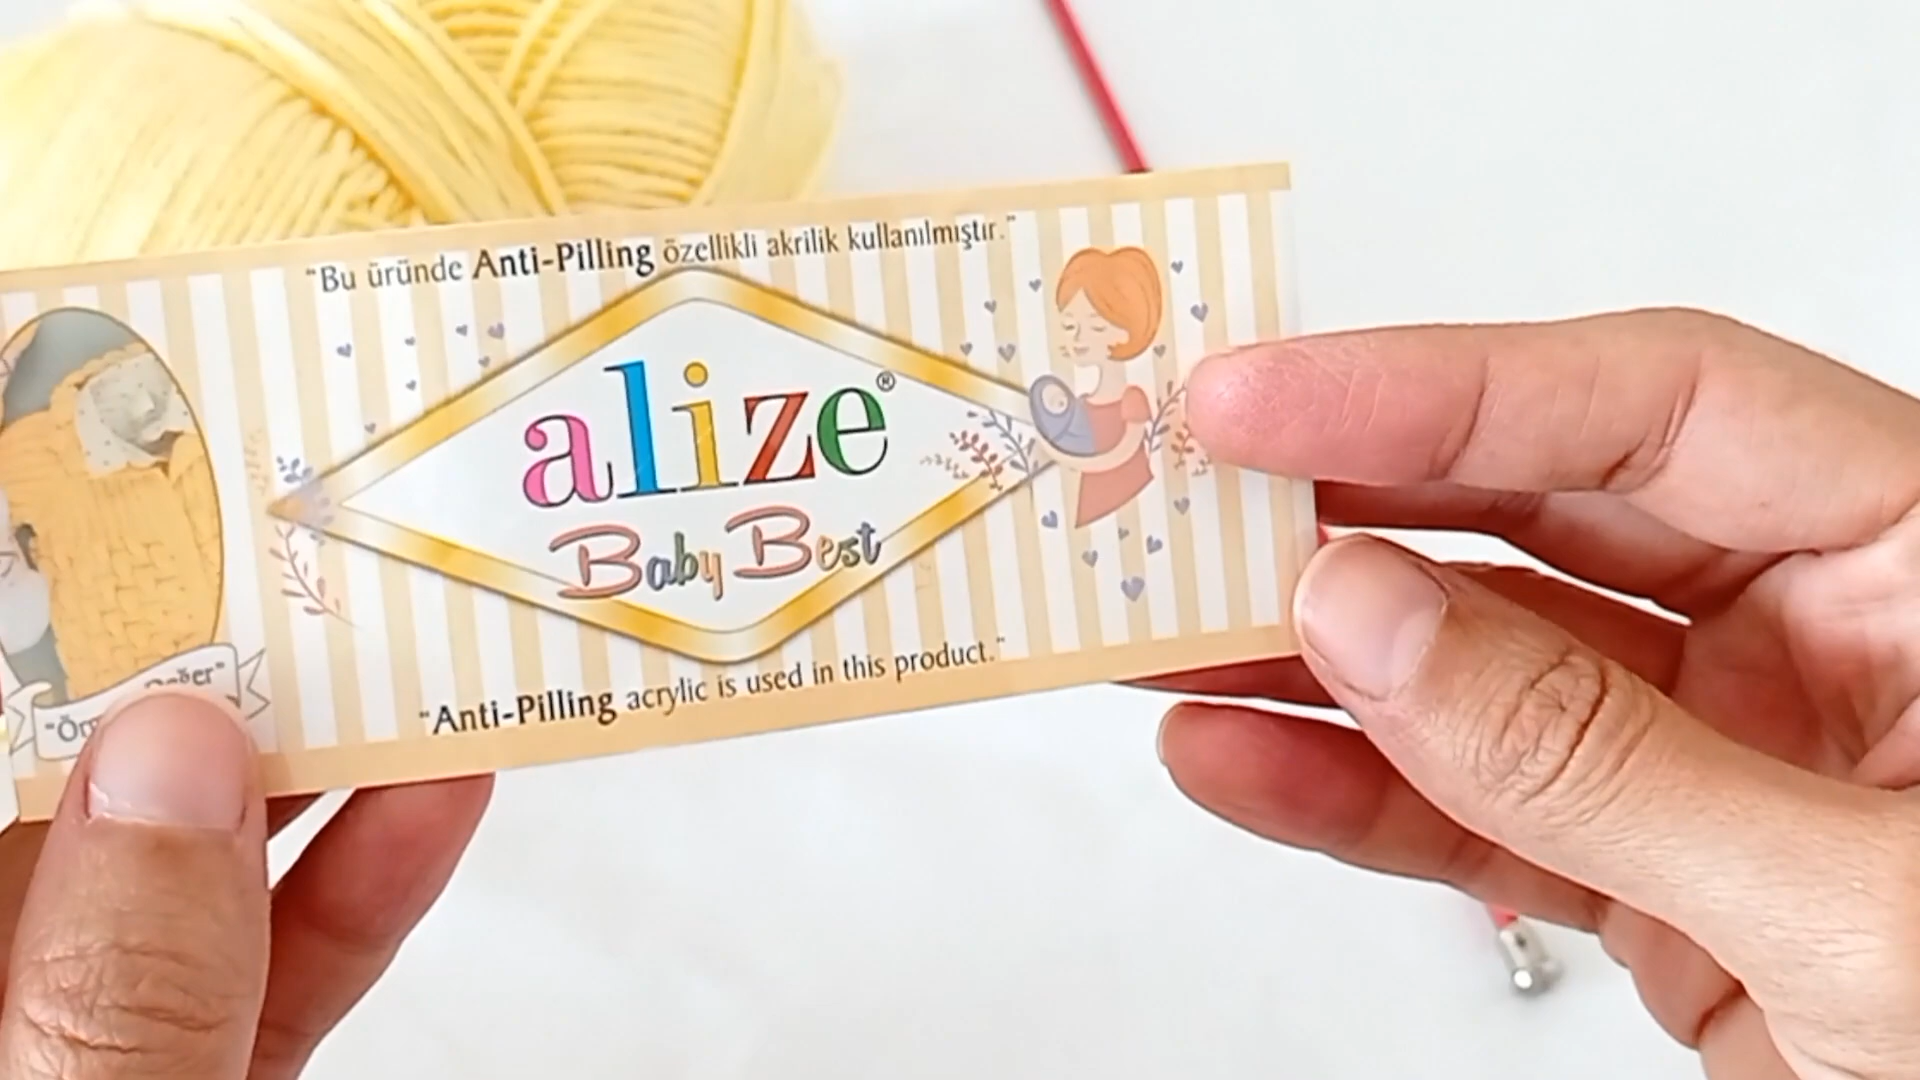 "Bu üründe Anti-Pilling özellikli akrilik kullanılmıştır."
alize®
Baby Best
"Anti-Pilling acrylic is used in this product."